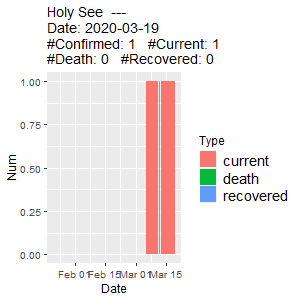 Holy See  ---
Date: 2020-03-19
#Confirmed: 1   #Current: 1
#Death: 0   #Recovered: 0
1.00
0.75
0.50
0.25
0.00
Num
Feb 01 Feb 15 Mar 01 Mar 15
Date
Type
current
death
recovered